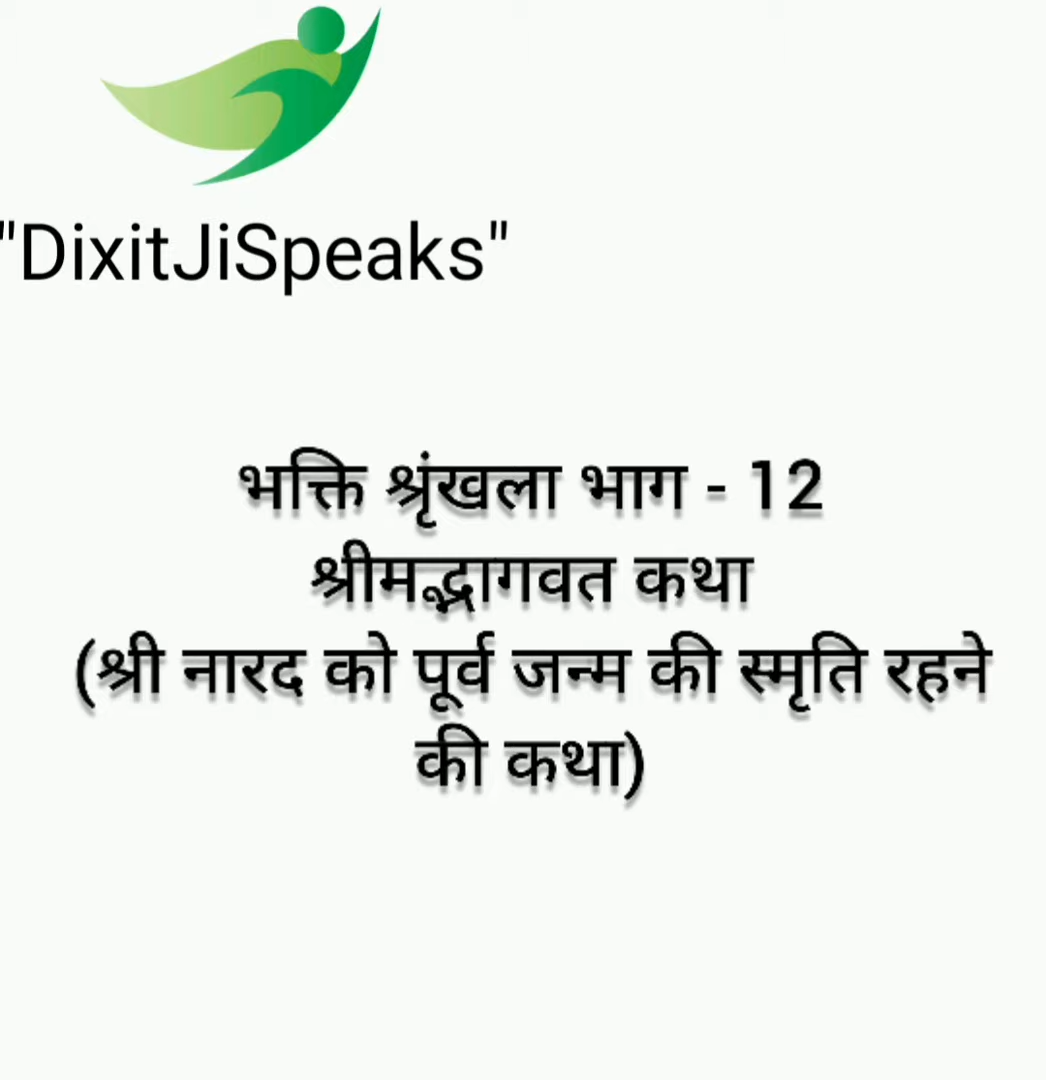 "DixitJiSpeaks"
भक्ति श्रृंखला भाग - 12
श्रीमद्भागवत कथा
(श्री नारद को पूर्व जन्म की स्मृति रहने
की कथा)